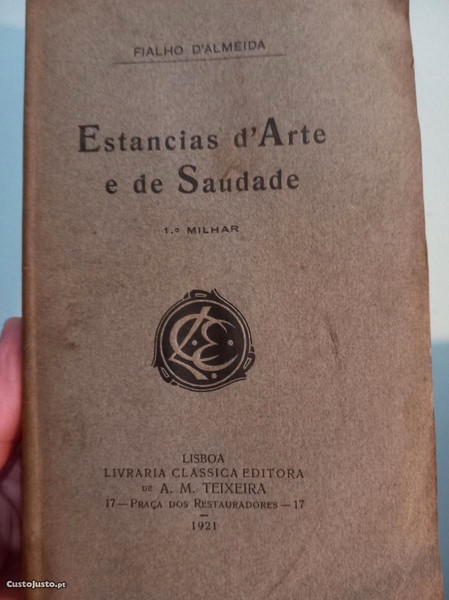 FIALHO D'ALMEIDA
Estancias d'Arte
e de Saudade
1.º MILHAR
LCE
LISBOA
LIVRARIA CLASSICA EDITORA
DE A. M. TEIXEIRA
17 — PRAÇA DOS RESTAURADORES — 17
1921
CustoJusto.pt